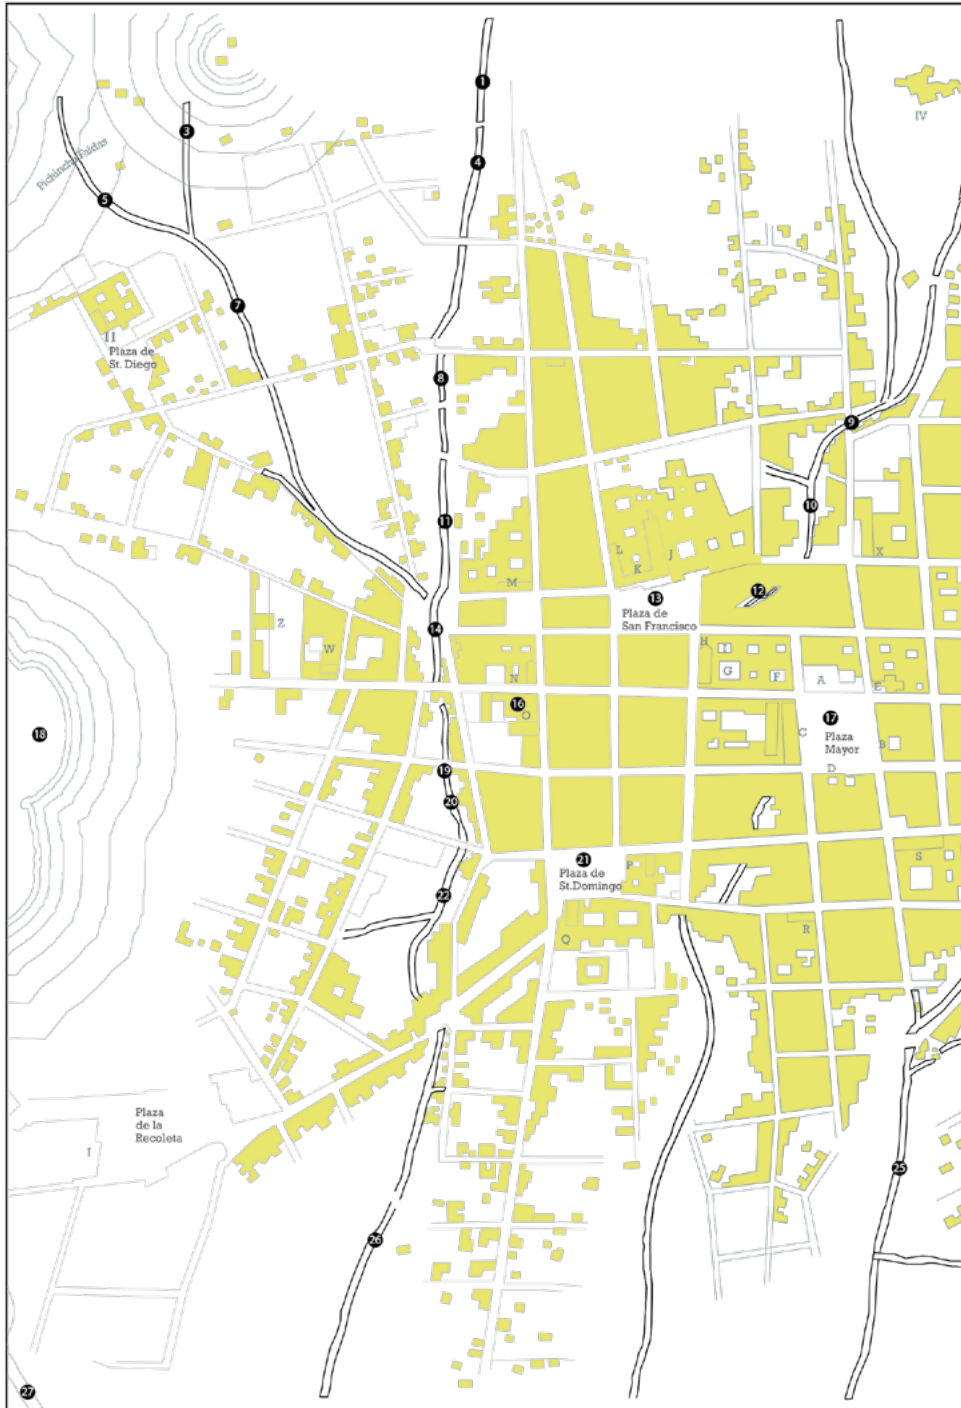 1
IV
3
4
Pichincha Faldas
5
7
II
Plaza de
St. Diego
8
9
10
11
L
K
J
X
M
12
13
Plaza de
San Francisco
14
Z
W
H
I
G
F
A
N
E
16
O
17
Plaza
Mayor
C
B
18
D
19
20
21
Plaza de
St.Domingo
P
S
22
Q
R
Plaza
de la
Recoleta
I
25
26
27